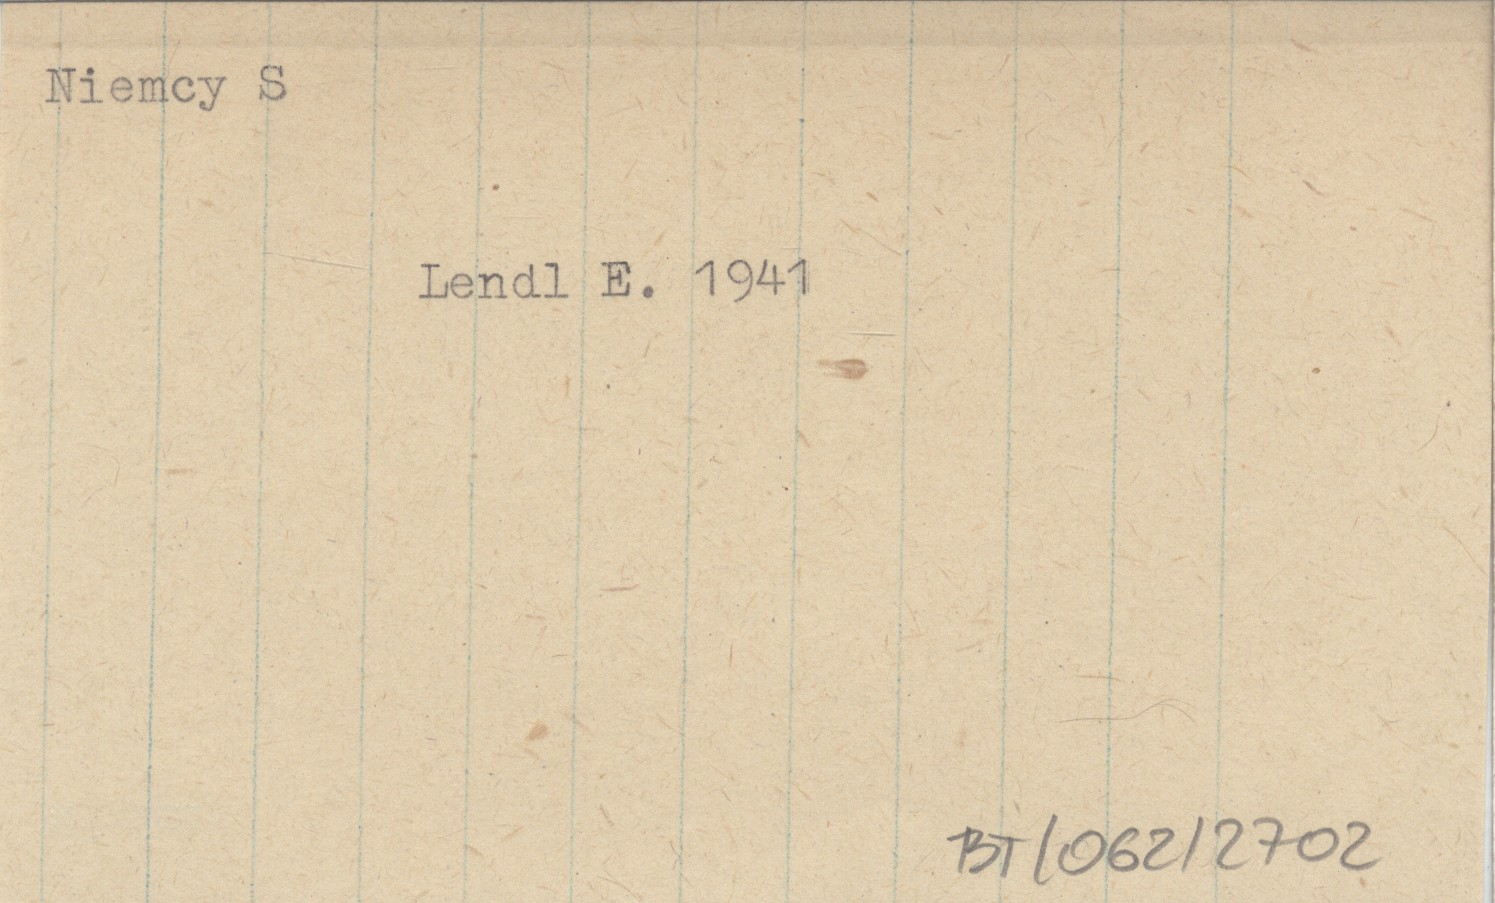 Niemcy S
Lendl E. 1941
BT/062/2702